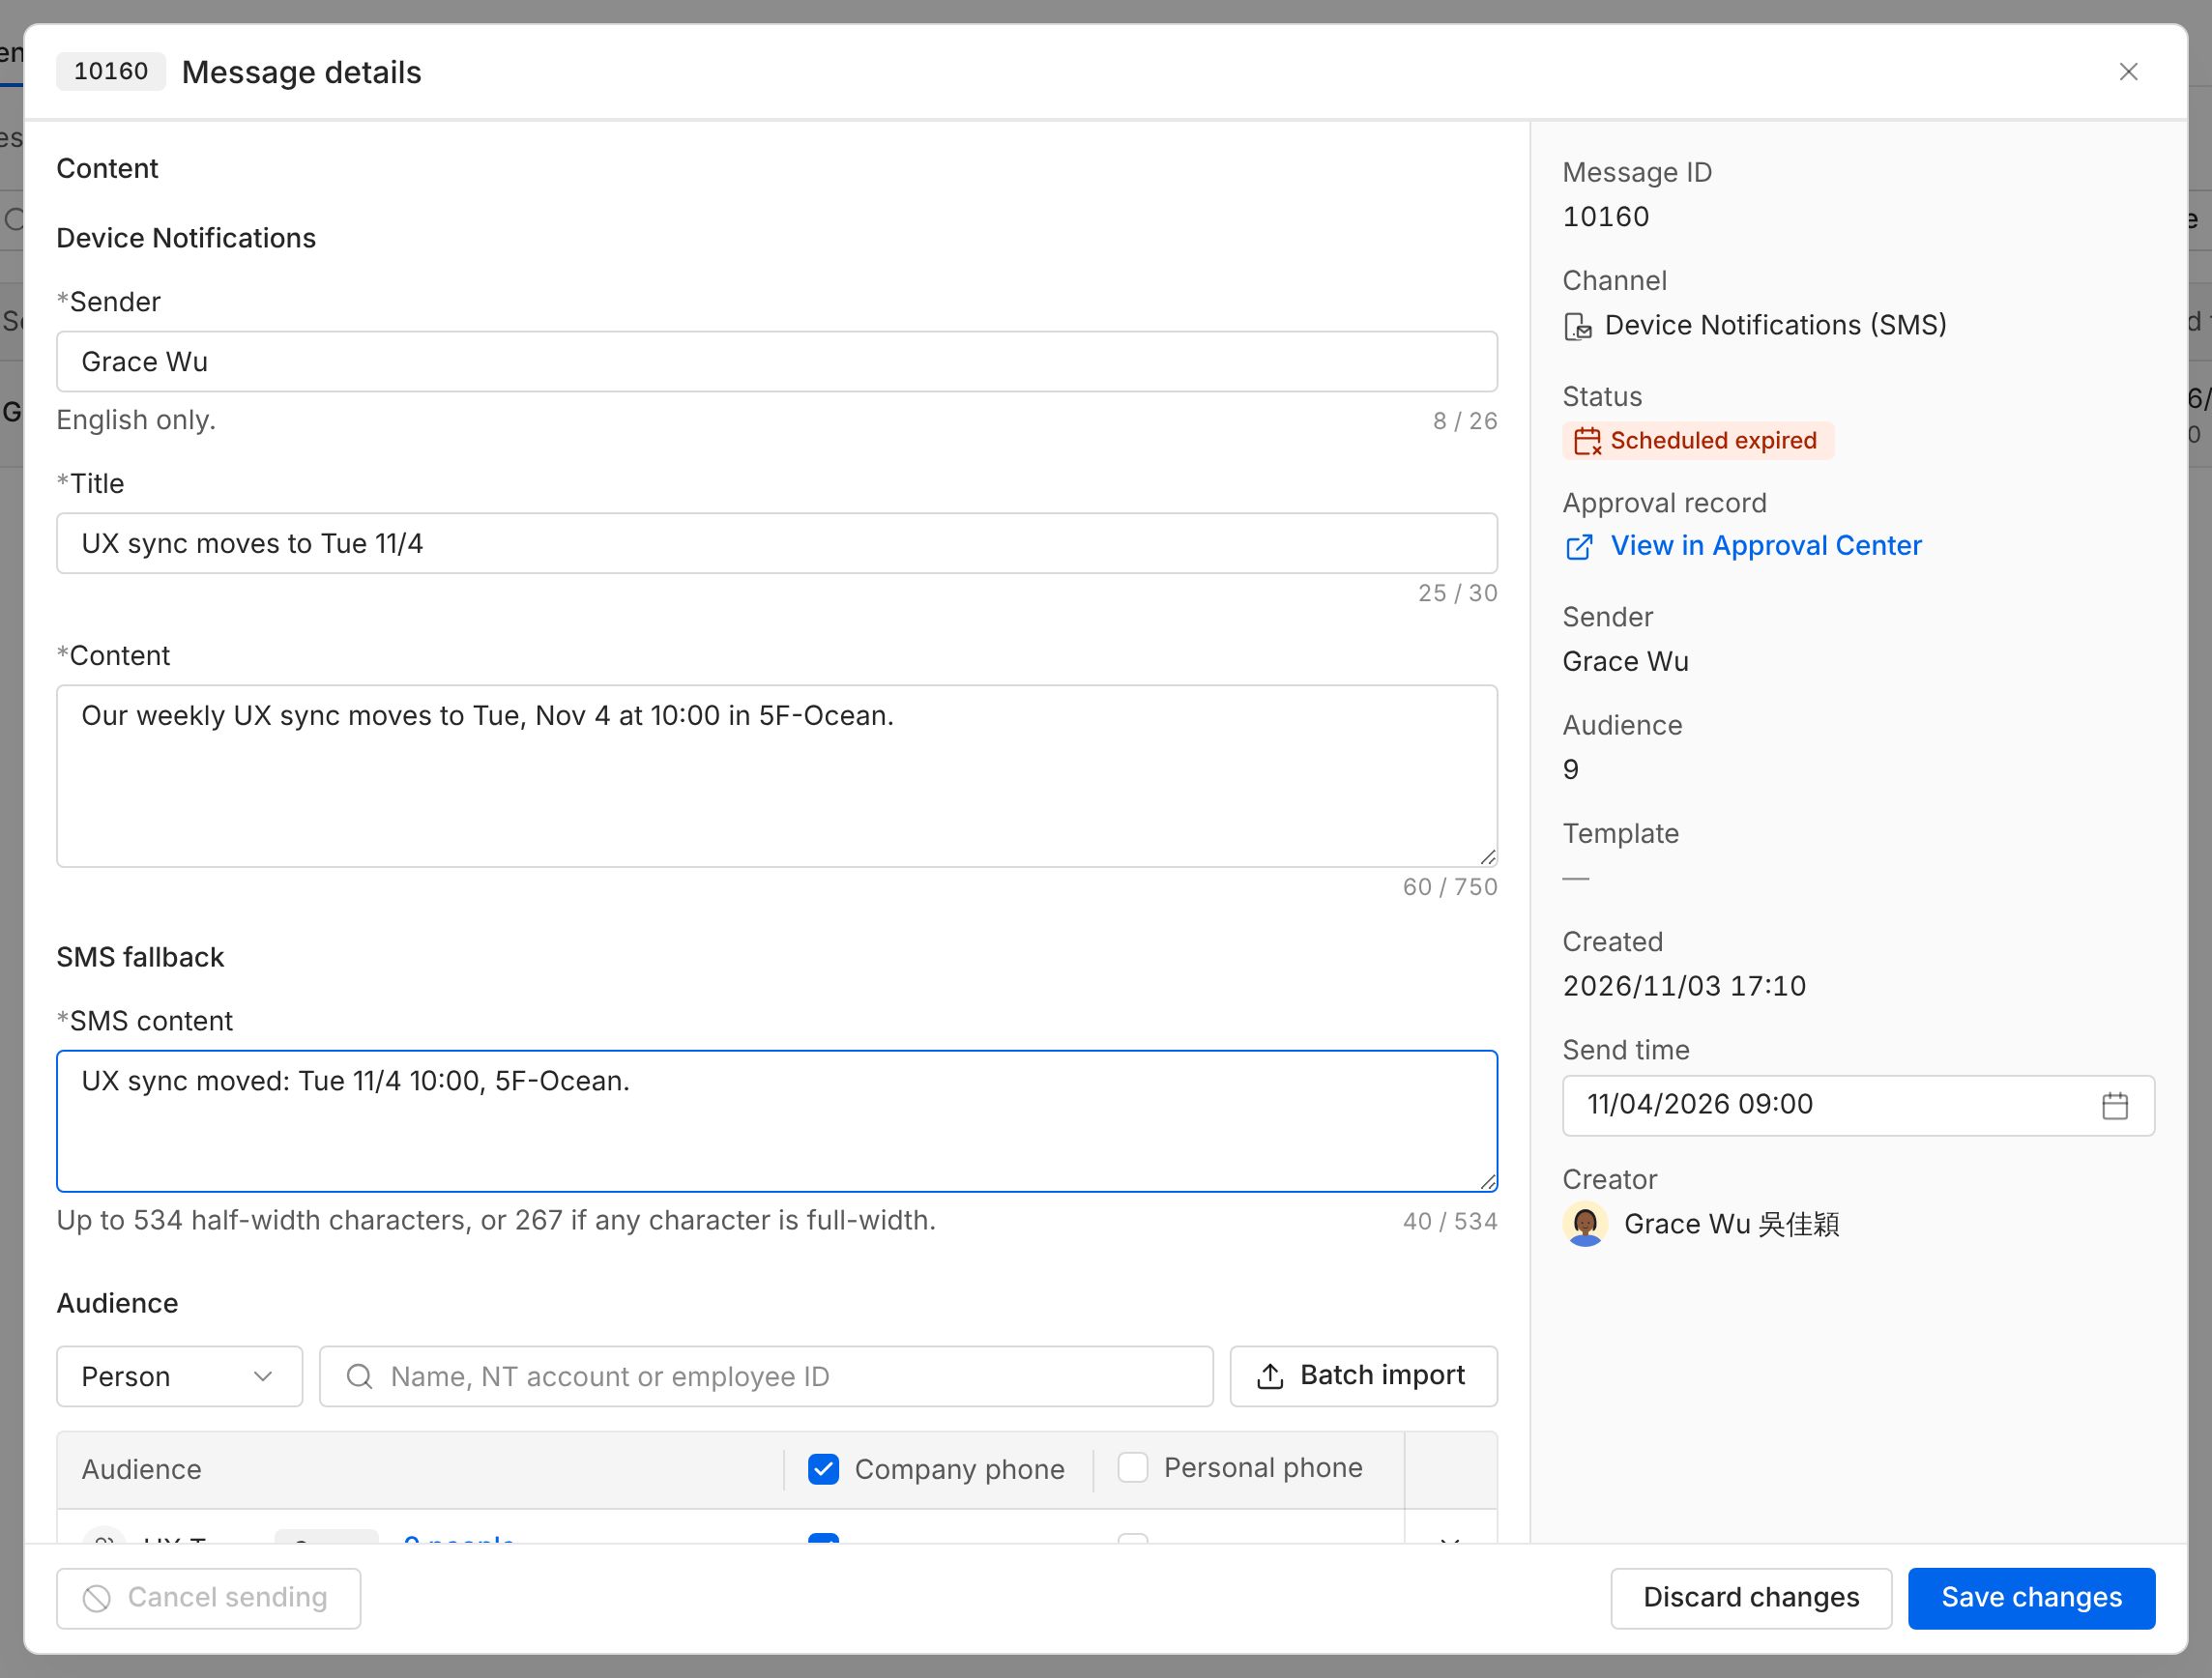 10160 Message details
Content
Device Notifications
*Sender
Grace Wu
English only.
8 / 26
*Title
UX sync moves to Tue 11/4
25 / 30
*Content
Our weekly UX sync moves to Tue, Nov 4 at 10:00 in 5F-Ocean.
60 / 750
SMS fallback
*SMS content
UX sync moved: Tue 11/4 10:00, 5F-Ocean.
Up to 534 half-width characters, or 267 if any character is full-width.
40 / 534
Audience
Person
Name, NT account or employee ID
Batch import
Audience
Company phone
Personal phone
Cancel sending
Discard changes
Save changes
Message ID
10160
Channel
Device Notifications (SMS)
Status
Scheduled expired
Approval record
View in Approval Center
Sender
Grace Wu
Audience
9
Template
—
Created
2026/11/03 17:10
Send time
11/04/2026 09:00
Creator
Grace Wu 吳佳穎